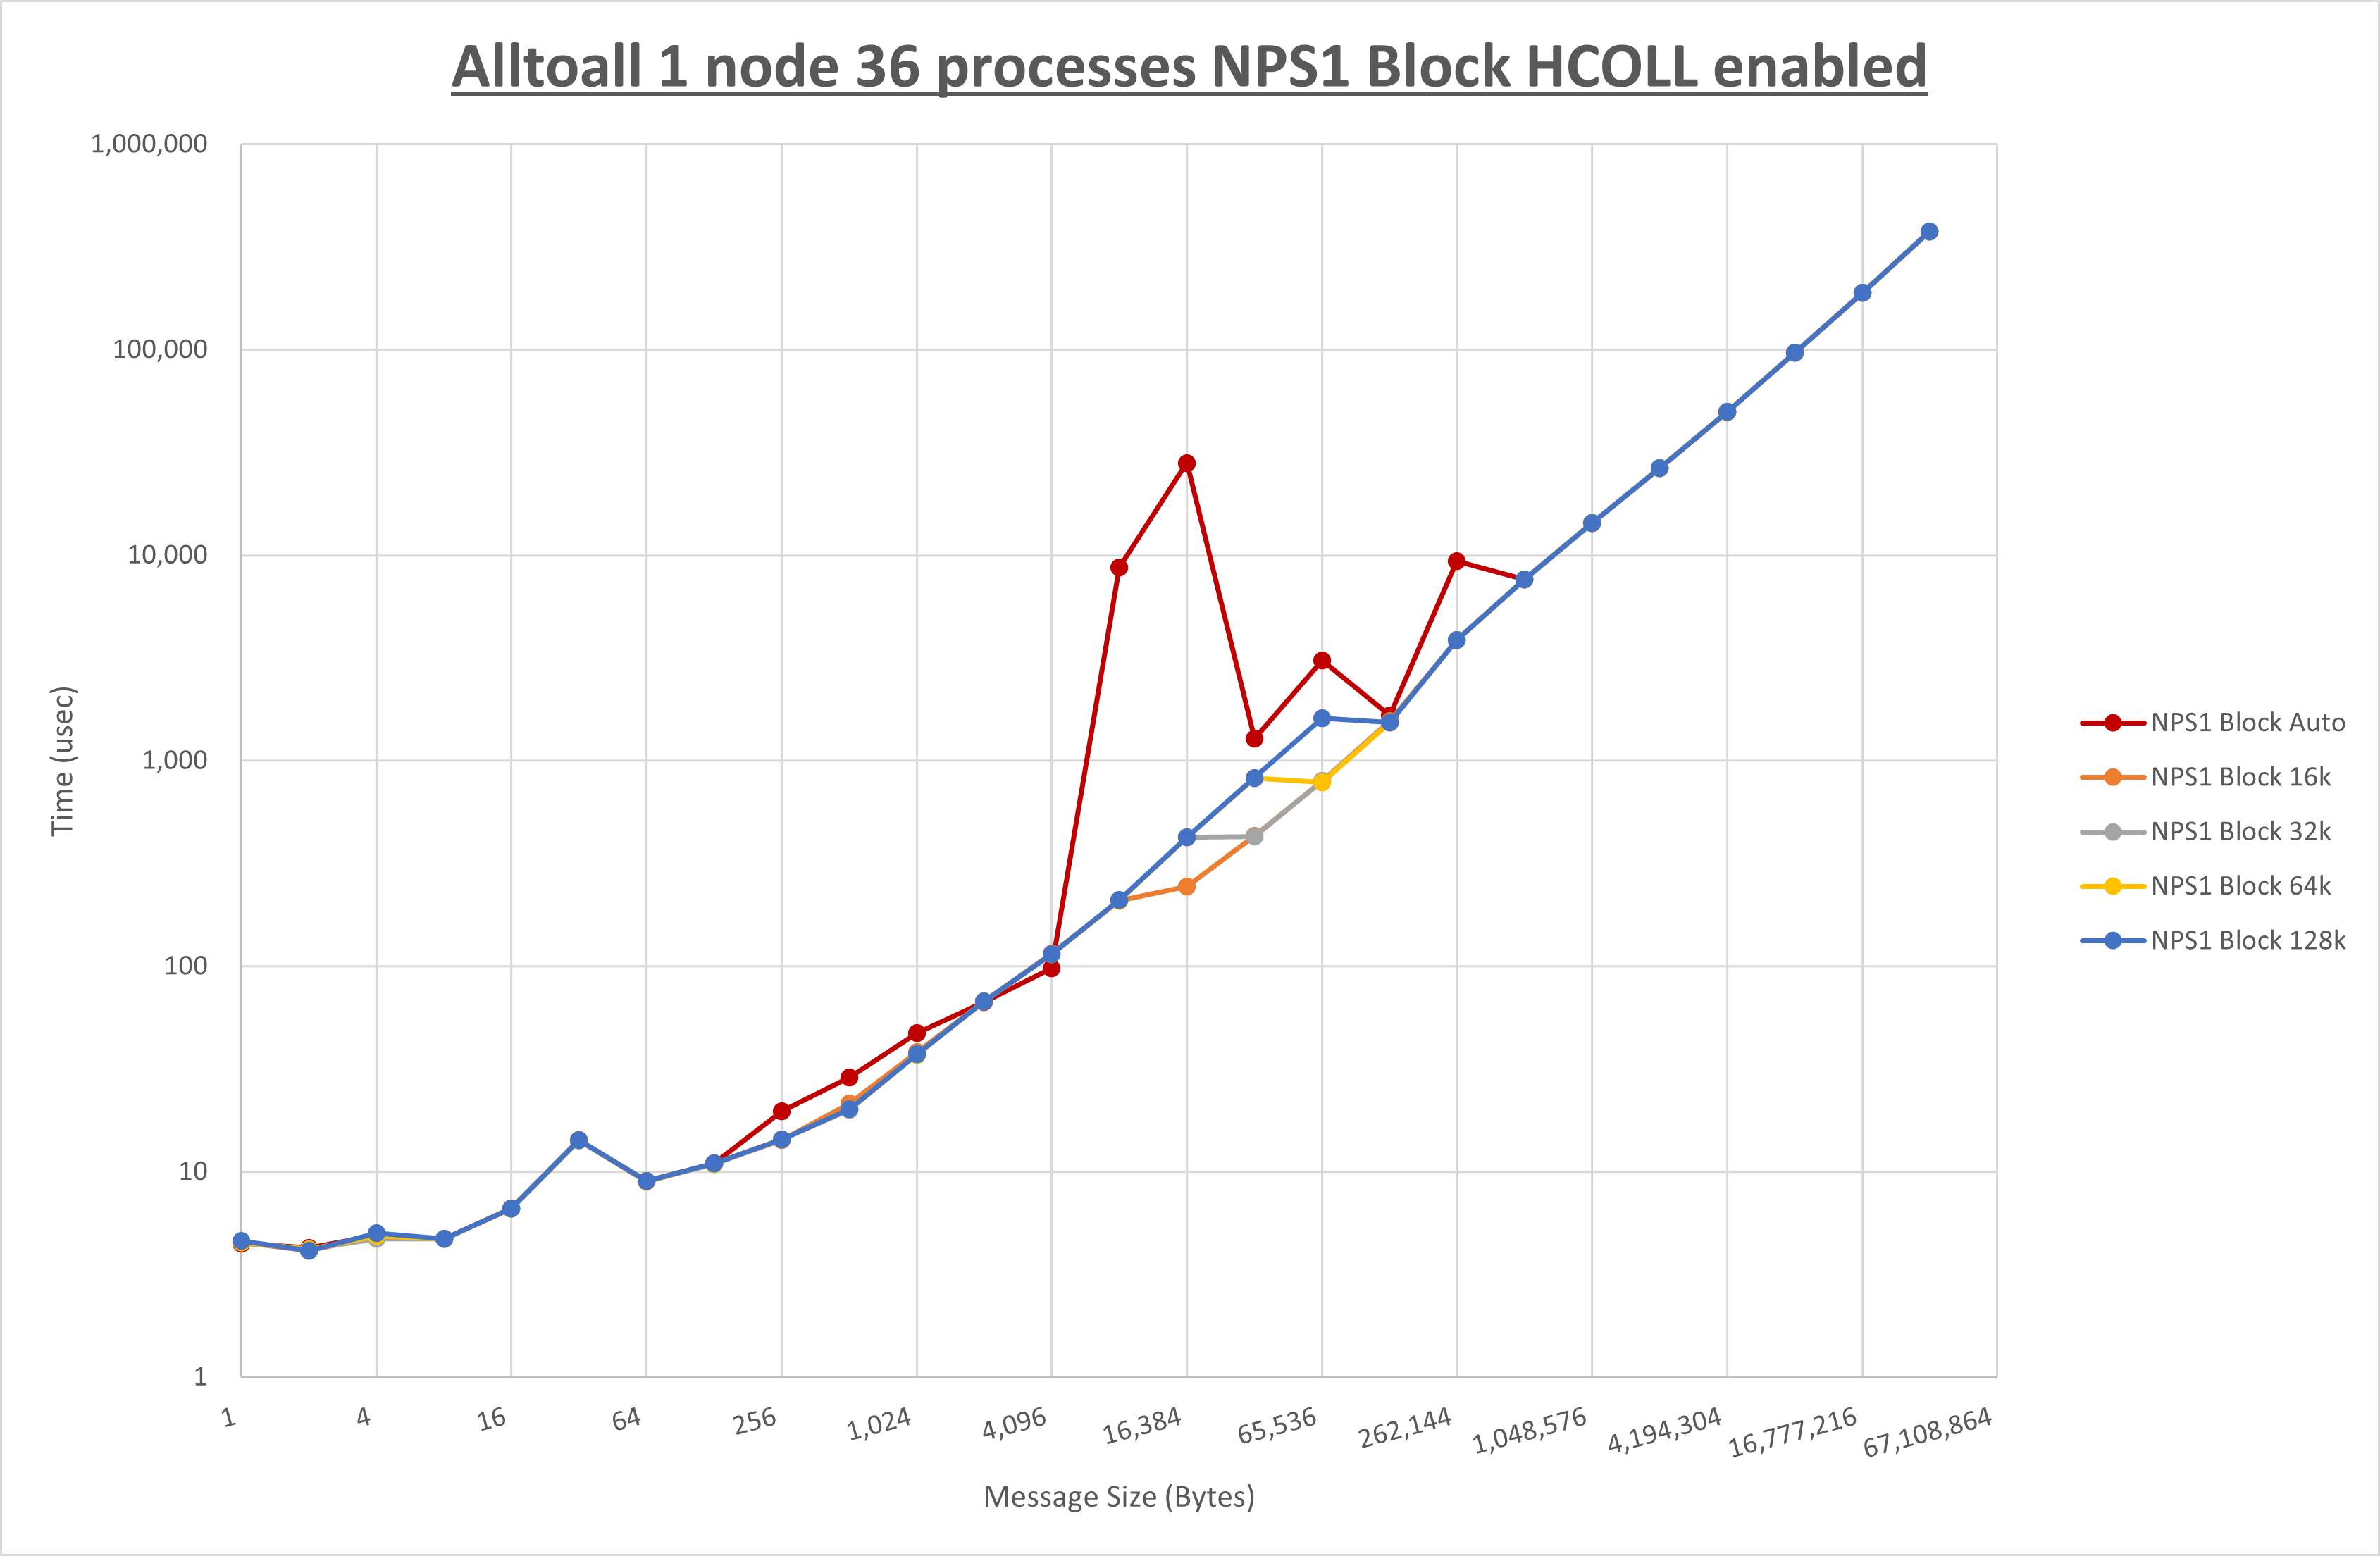 Alltoall 1 node 36 processes NPS1 Block HCOLL enabled
1,000,000
100,000
10,000
1,000
100
10
1
Time (usec)
1
4
16
64
256
1,024
4,096
16,384
65,536
262,144
1,048,576
4,194,304
16,777,216
67,108,864
Message Size (Bytes)
NPS1 Block Auto
NPS1 Block 16k
NPS1 Block 32k
NPS1 Block 64k
NPS1 Block 128k